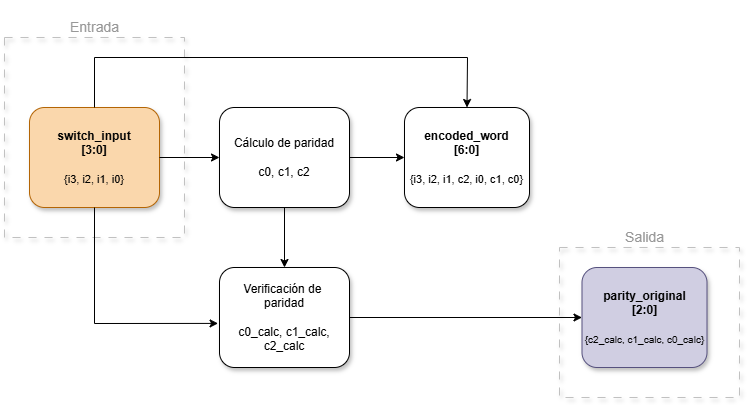 Entrada
switch_input
[3:0]
{i3, i2, i1, i0}
Cálculo de paridad
c0, c1, c2
encoded_word
[6:0]
{i3, i2, i1, c2, i0, c1, c0}
Verificación de
paridad
c0_calc, c1_calc,
c2_calc
Salida
parity_original
[2:0]
{c2_calc, c1_calc, c0_calc}